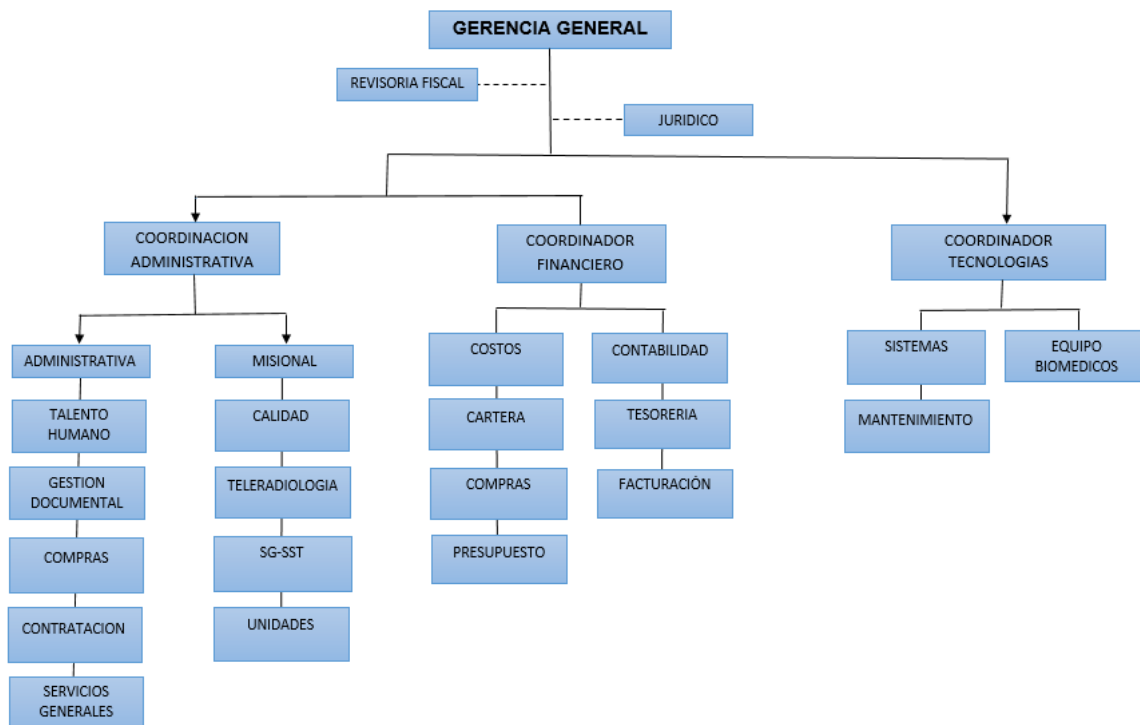 GERENCIA GENERAL
REVISORIA FISCAL
JURIDICO
COORDINACION
ADMINISTRATIVA
COORDINADOR
FINANCIERO
COORDINADOR
TECNOLOGIAS
ADMINISTRATIVA
TALENTO
HUMANO
GESTION
DOCUMENTAL
COMPRAS
CONTRATACION
SERVICIOS
GENERALES
MISIONAL
CALIDAD
TELERADIOLOGIA
SG-SST
UNIDADES
COSTOS
CARTERA
COMPRAS
PRESUPUESTO
CONTABILIDAD
TESORERIA
FACTURACIÓN
SISTEMAS
MANTENIMIENTO
EQUIPO
BIOMEDICOS